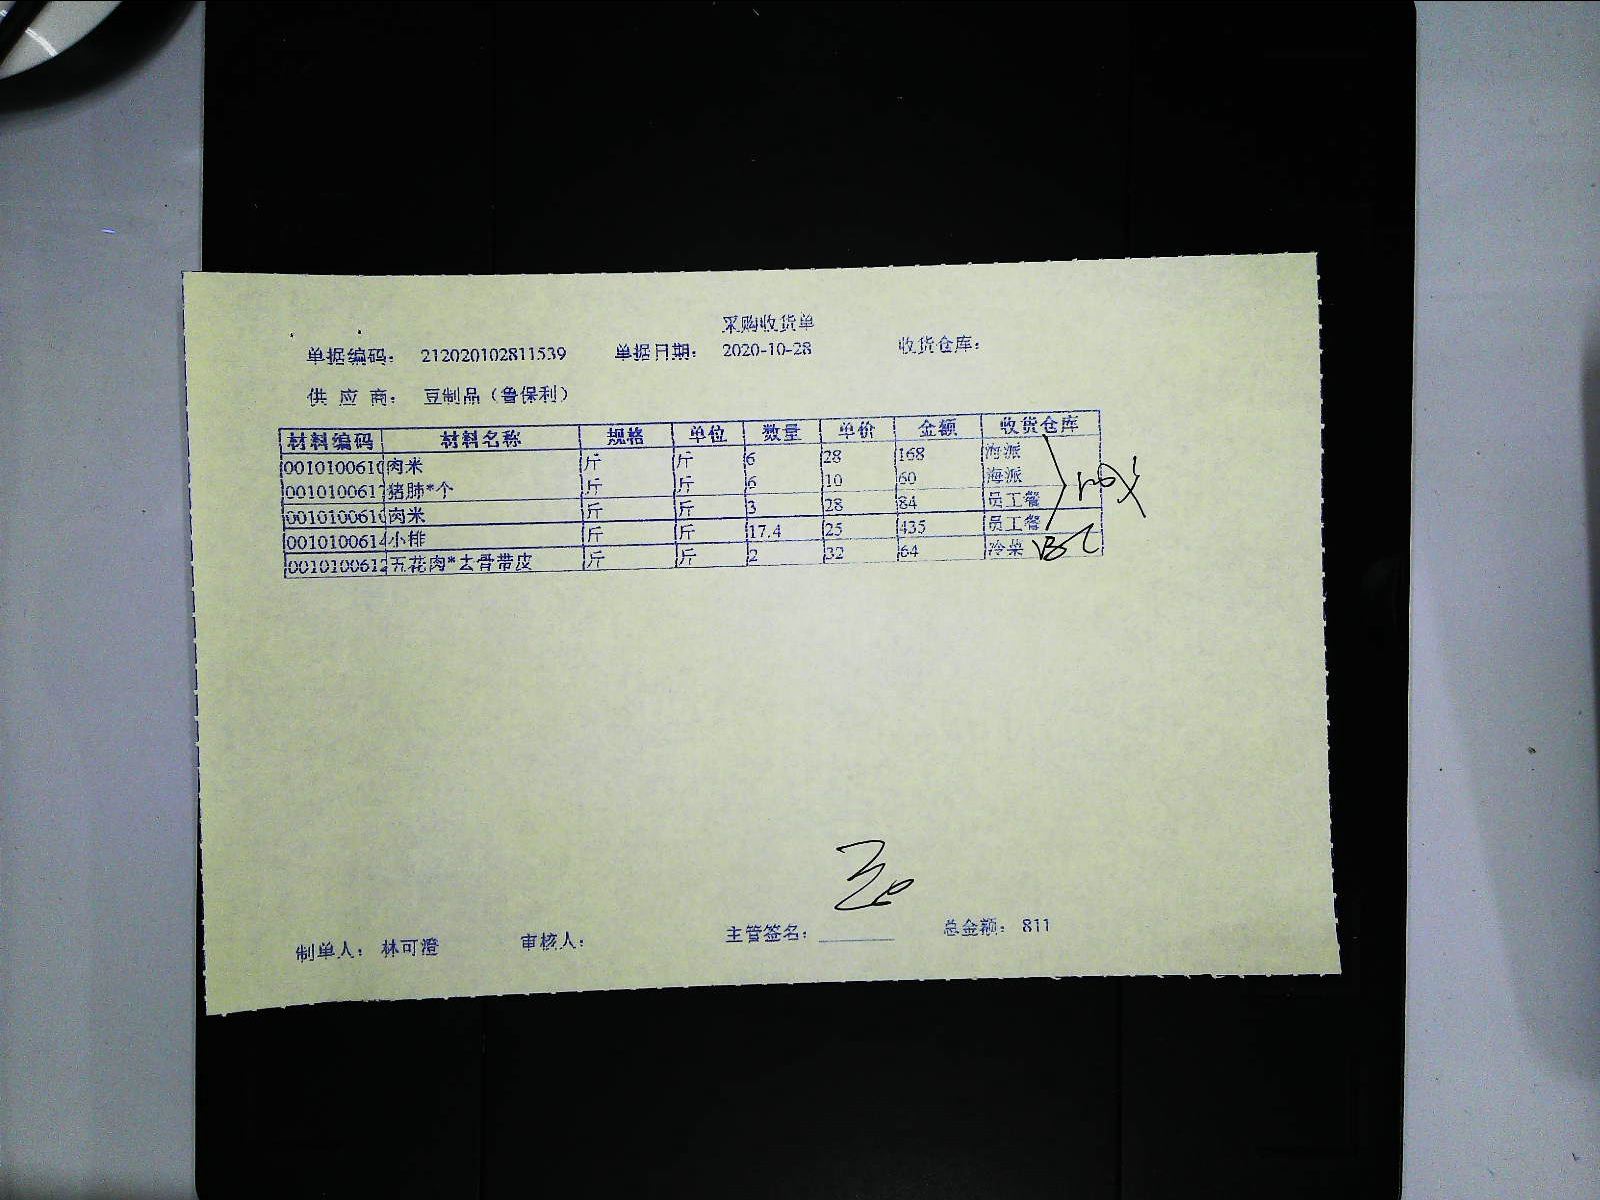 采购收货单
单据编码： 212020102811539 单据日期： 2020-10-28 收货仓库：
供 应 商： 豆制品（鲁保利）
材料编码 材料名称 规格 单位 数量 单价 金额 收货仓库
0010100610 肉米 斤 斤 6 28 168 海派
0010100617 猪肺*个 斤 斤 6 10 60 海派
0010100610 肉米 斤 斤 3 28 84 员工餐
0010100614 小排 斤 斤 17.4 25 435 员工餐
0010100612 五花肉*去骨带皮 斤 斤 2 32 64 冷菜
制单人： 林可澄 审核人： 主管签名： 总金额： 811